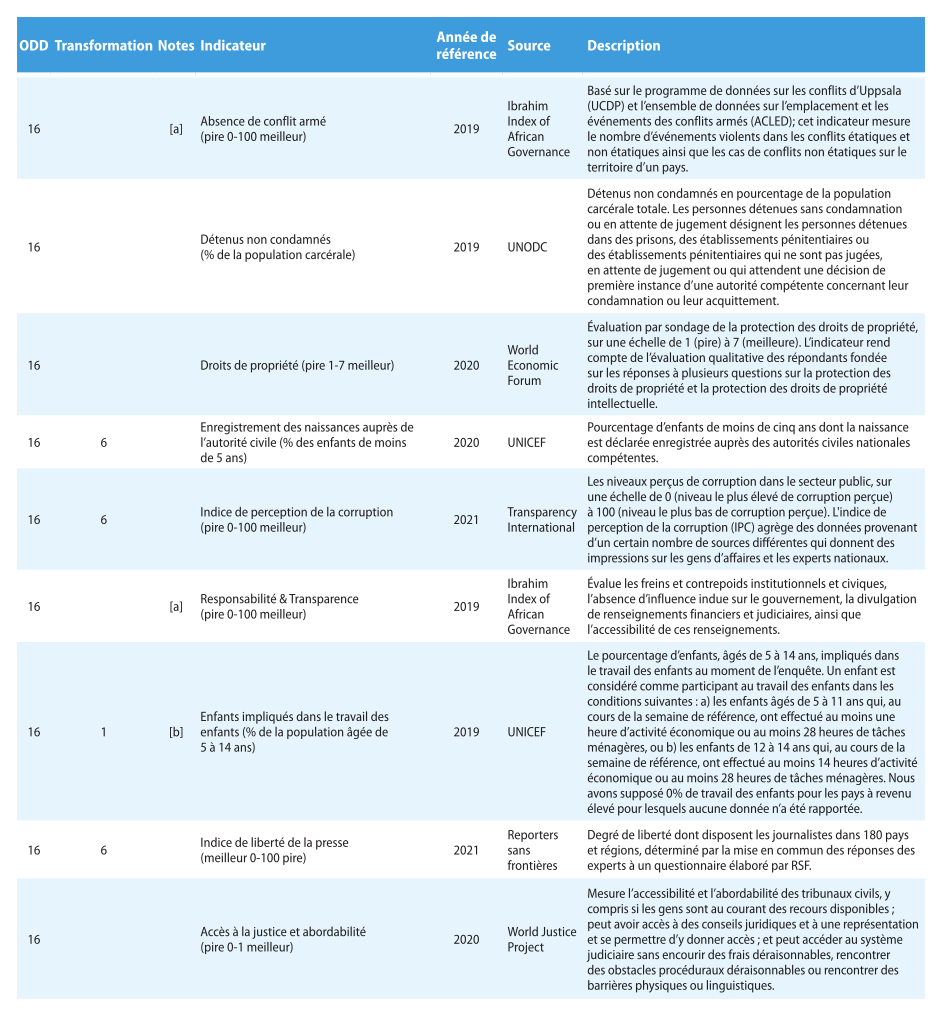 ODD Transformation Notes Indicateur Année de référence Source Description
16 [a] Absence de conflit armé
(pire 0-100 meilleur)
2019
Ibrahim
Index of
African
Governance
Basé sur le programme de données sur les conflits d’Uppsala
(UCDP) et l’ensemble de données sur l’emplacement et les
événements des conflits armés (ACLED); cet indicateur mesure
le nombre d’événements violents dans les conflits étatiques et
non étatiques ainsi que les cas de conflits non étatiques sur le
territoire d’un pays.
16
Détenus non condamnés
(% de la population carcérale)
2019
UNODC
Détenus non condamnés en pourcentage de la population
carcérale totale. Les personnes détenues sans condamnation
ou en attente de jugement désignent les personnes détenues
dans des prisons, des établissements pénitentiaires ou
des établissements pénitentiaires qui ne sont pas jugées,
en attente de jugement ou qui attendent une décision de
première instance d’une autorité compétente concernant leur
condamnation ou leur acquittement.
16
Droits de propriété (pire 1-7 meilleur)
2020
World
Economic
Forum
Évaluation par sondage de la protection des droits de propriété,
sur une échelle de 1 (pire) à 7 (meilleure). L’indicateur rend
compte de l’évaluation qualitative des répondants fondée
sur les réponses à plusieurs questions sur la protection des
droits de propriété et la protection des droits de propriété
intellectuelle.
16 6
Enregistrement des naissances auprès de
l’autorité civile (% des enfants de moins
de 5 ans)
2020
UNICEF
Pourcentage d’enfants de moins de cinq ans dont la naissance
est déclarée enregistrée auprès des autorités civiles nationales
compétentes.
16 6
Indice de perception de la corruption
(pire 0-100 meilleur)
2021
Transparency
International
Les niveaux perçus de corruption dans le secteur public, sur
une échelle de 0 (niveau le plus élevé de corruption perçue)
à 100 (niveau le plus bas de corruption perçue). L'indice de
perception de la corruption (IPC) agrège des données provenant
d’un certain nombre de sources différentes qui donnent des
impressions sur les gens d’affaires et les experts nationaux.
16 [a]
Responsabilité & Transparence
(pire 0-100 meilleur)
2019
Ibrahim
Index of
African
Governance
Évalue les freins et contrepoids institutionnels et civiques,
l’absence d’influence indue sur le gouvernement, la divulgation
de renseignements financiers et judiciaires, ainsi que
l’accessibilité de ces renseignements.
16 1 [b]
Enfants impliqués dans le travail des
enfants (% de la population âgée de
5 à 14 ans)
2019
UNICEF
Le pourcentage d’enfants, âgés de 5 à 14 ans, impliqués dans
le travail des enfants au moment de l’enquête. Un enfant est
considéré comme participant au travail des enfants dans les
conditions suivantes : a) les enfants âgés de 5 à 11 ans qui, au
cours de la semaine de référence, ont effectué au moins une
heure d’activité économique ou au moins 28 heures de tâches
ménagères, ou b) les enfants de 12 à 14 ans qui, au cours de la
semaine de référence, ont effectué au moins 14 heures d’activité
économique ou au moins 28 heures de tâches ménagères. Nous
avons supposé 0% de travail des enfants pour les pays à revenu
élevé pour lesquels aucune donnée n’a été rapportée.
16 6
Indice de liberté de la presse
(meilleur 0-100 pire)
2021
Reporters
sans
frontières
Degré de liberté dont disposent les journalistes dans 180 pays
et régions, déterminé par la mise en commun des réponses des
experts à un questionnaire élaboré par RSF.
16
Accès à la justice et abordabilité
(pire 0-1 meilleur)
2020
World Justice
Project
Mesure l’accessibilité et l’abordabilité des tribunaux civils, y
compris si les gens sont au courant des recours disponibles ;
peut avoir accès à des conseils juridiques et à une représentation
et se permettre d’y donner accès ; et peut accéder au système
judiciaire sans encourir des frais déraisonnables, rencontrer
des obstacles procéduraux déraisonnables ou rencontrer des
barrières physiques ou linguistiques.